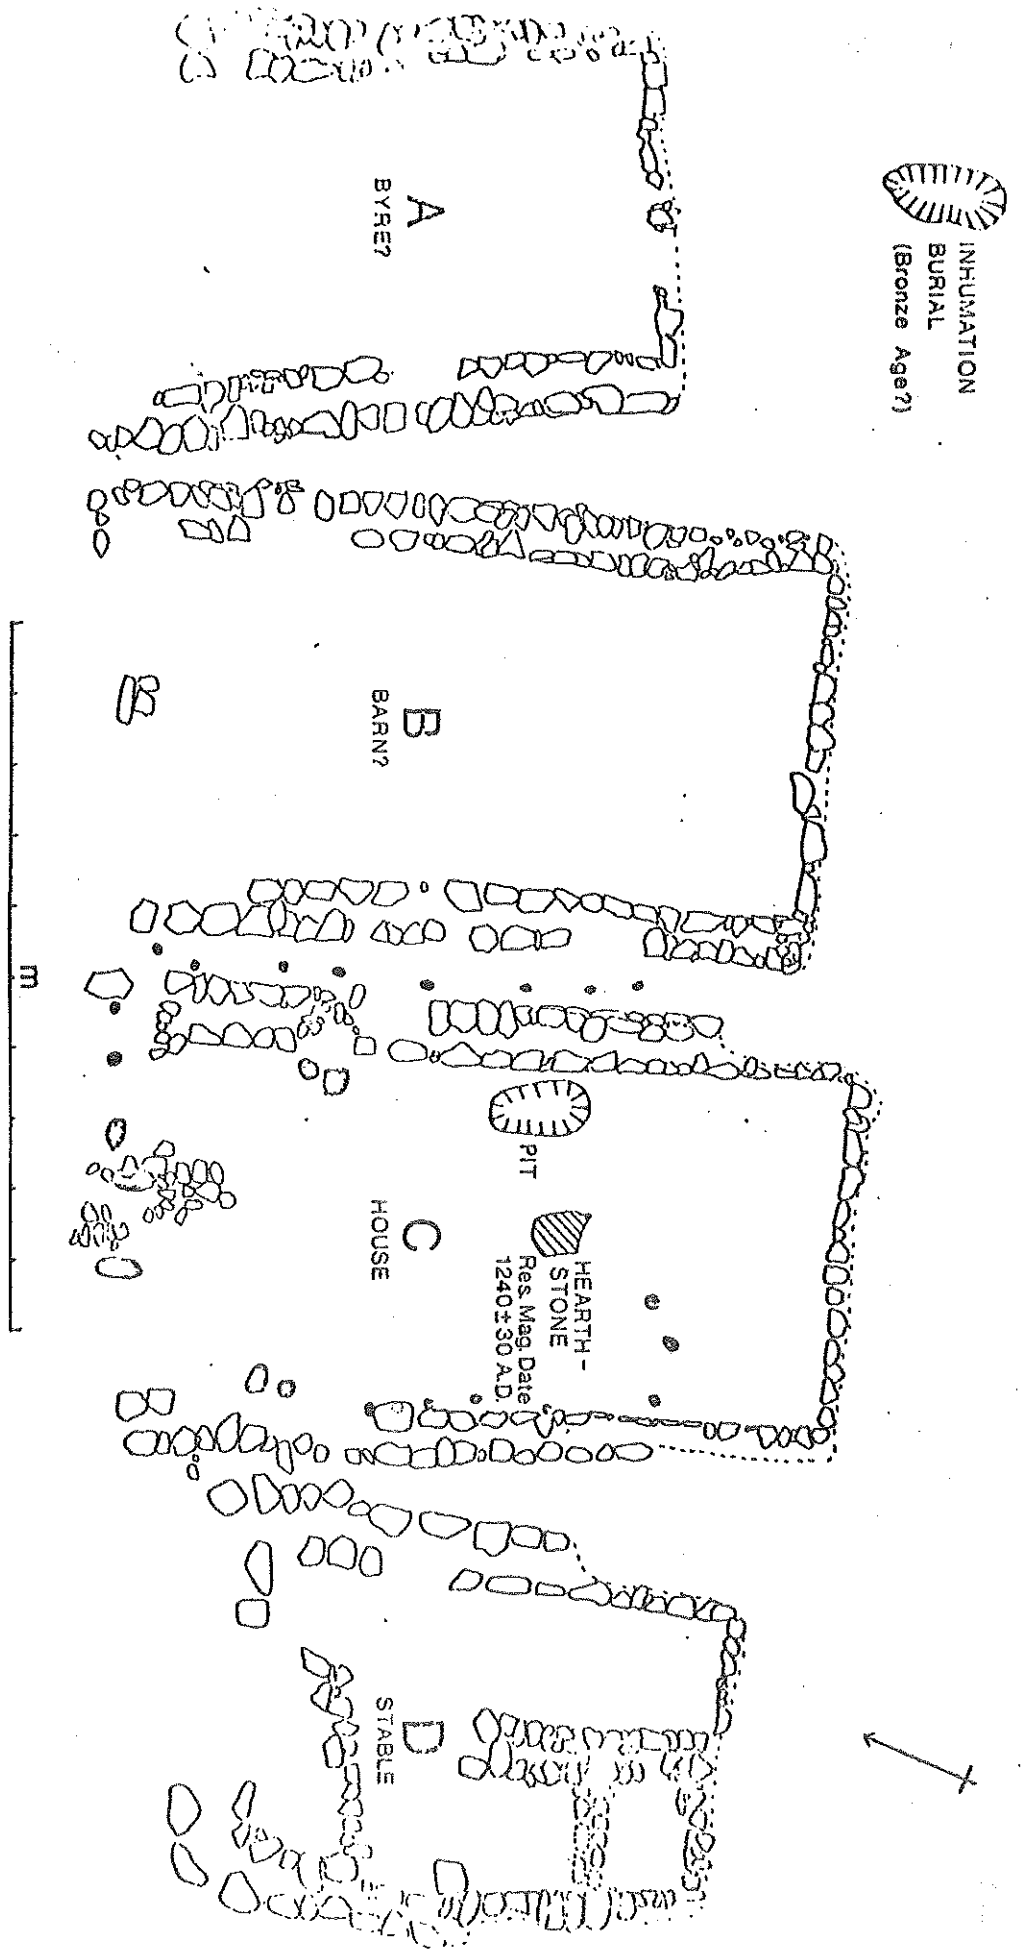 INHUMATION
BURIAL
(Bronze Age?)
A
BYRE?
B
BARN?
PIT
HEARTH-
STONE
Res. Mag. Date
1240±30 A.D.
C
HOUSE
D
STABLE
m